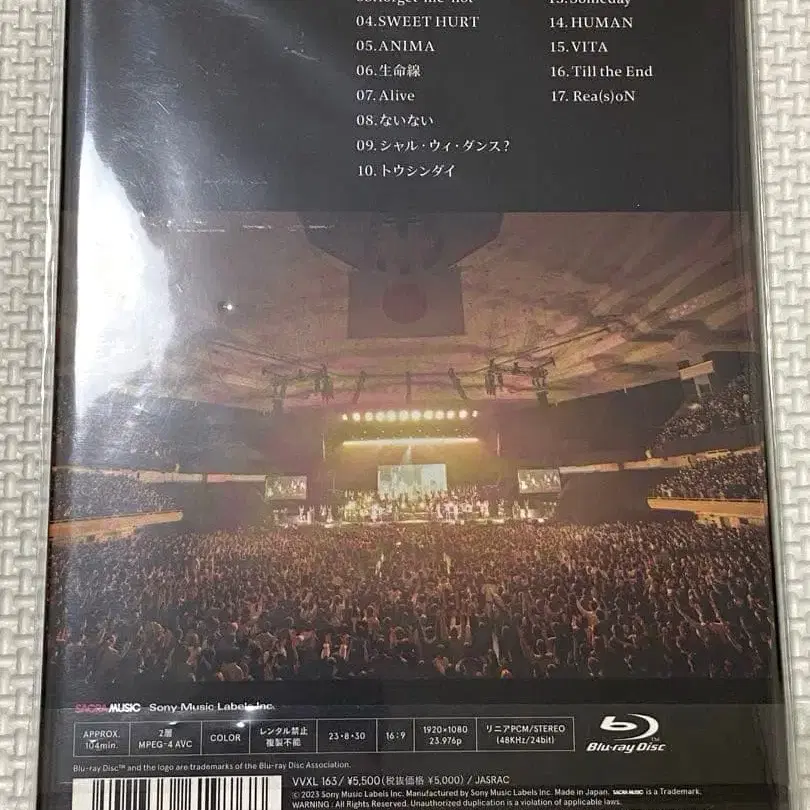 04.SWEET HURT
05.ANIMA
06.生命線
07.Alive
08.ないない
09.シャル・ウィ・ダンス?
10.トウシンダイ
13.Someday
14.HUMAN
15.VITA
16.Till the End
17.Rea(s)oN
SACRA MUSIC Sony Music Labels Inc.
APPROX. 104min.
2層 MPEG-4 AVC
COLOR
レンタル禁止 複製不能
23・8・30
16:9
1920×1080 23.976p
リニアPCM/STEREO (48KHz/24bit)
Blu-ray Disc™
Blu-ray Disc™ and the logo are trademarks of the Blu-ray Disc Association.
VVXL 163/¥5,500(税抜価格 ¥5,000) / JASRAC
© 2023 Sony Music Labels Inc. Manufactured by Sony Music Labels Inc. Made in Japan. SACRA MUSIC is a Trademark.
WARNING : All Rights Reserved. Unauthorized duplication is a violation of applicable laws.